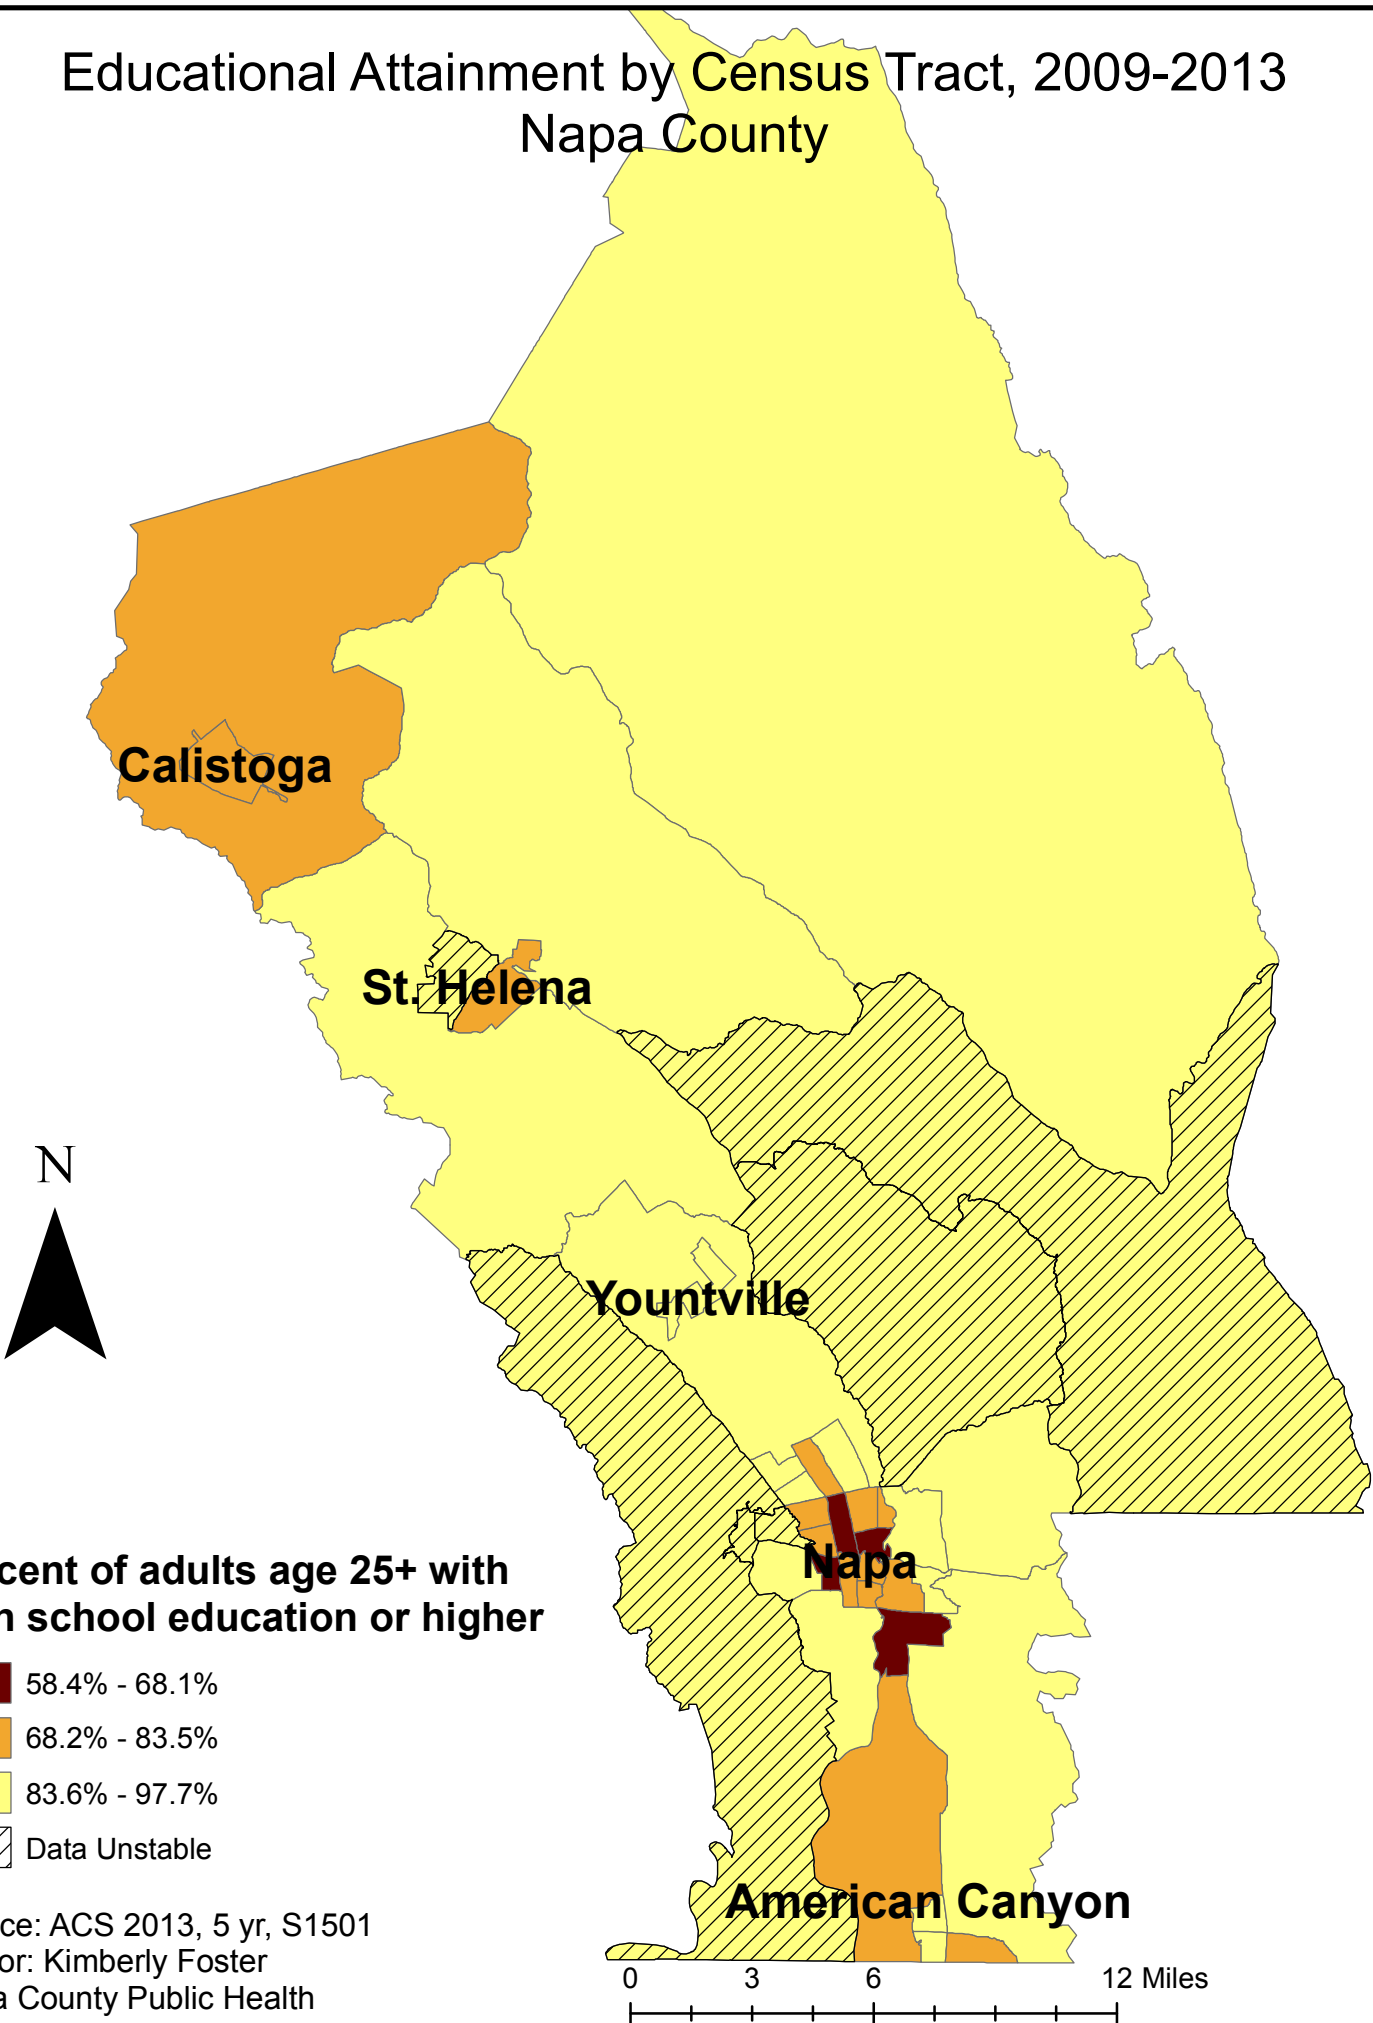 Educational Attainment by Census Tract, 2009-2013
Napa County
Calistoga
St. Helena
N
Yountville
Napa
cent of adults age 25+ with
school education or higher
58.4% - 68.1%
68.2% - 83.5%
83.6% - 97.7%
Data Unstable
American Canyon
ce: ACS 2013, 5 yr, S1501
or: Kimberly Foster
a County Public Health
0 3 6 12 Miles